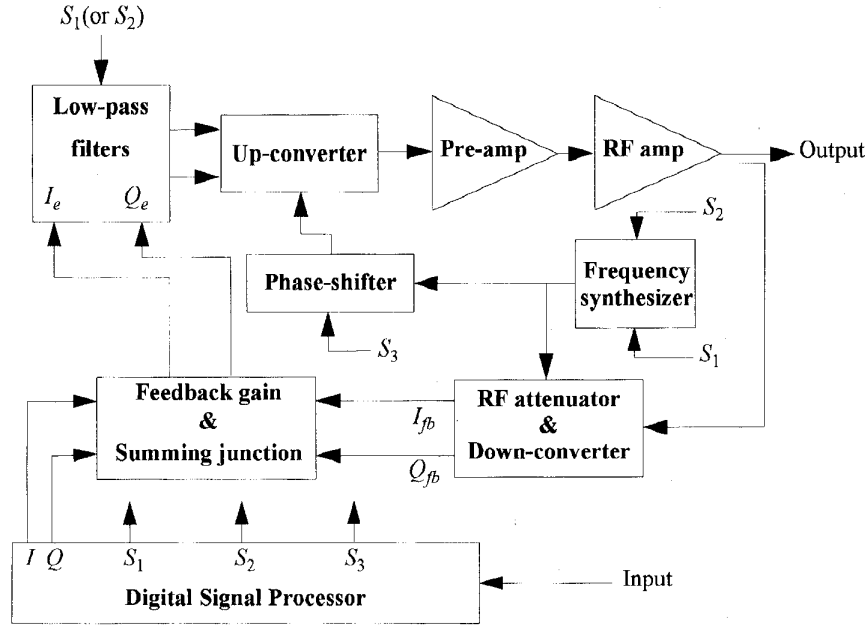 S1(or S2)
Low-pass
filters
Ie
Qe
Up-converter
Pre-amp
RF amp
Output
S2
Phase-shifter
Frequency
synthesizer
S3
S1
Feedback gain
&
Summing junction
Ifb
Qfb
RF attenuator
&
Down-converter
I Q S1 S2 S3
Digital Signal Processor
Input